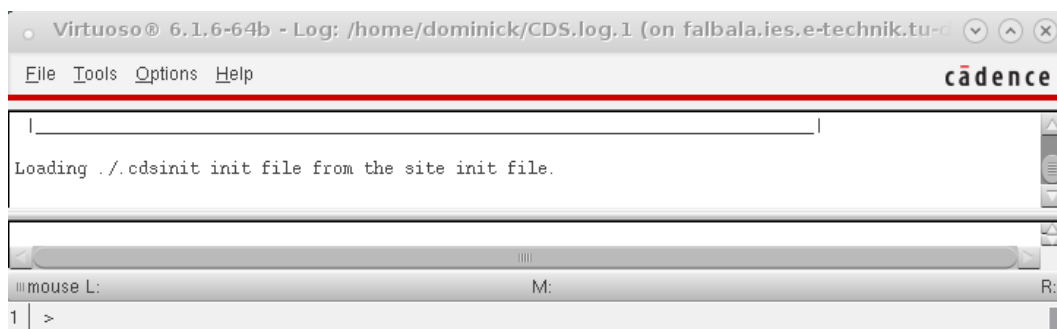 Virtuoso® 6.1.6-64b - Log: /home/dominick/CDS.log.1 (on falbala.ies.e-technik.tu-
File Tools Options Help
cādence
Loading ./.cdsinit init file from the site init file.
mouse L: M: R:
1 >